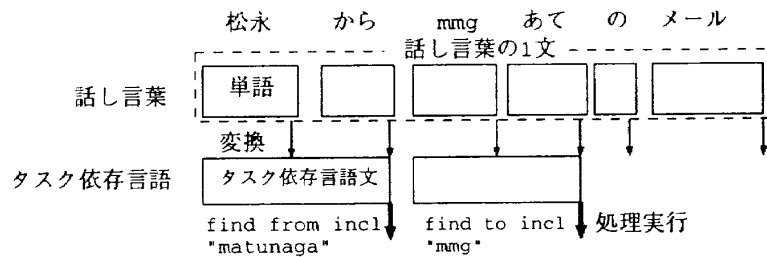 松永 から mmg あて の メール
話し言葉の1文
話し言葉 単語
変換
タスク依存言語 タスク依存言語文
find from incl find to incl 処理実行
"matunaga" "mmg"